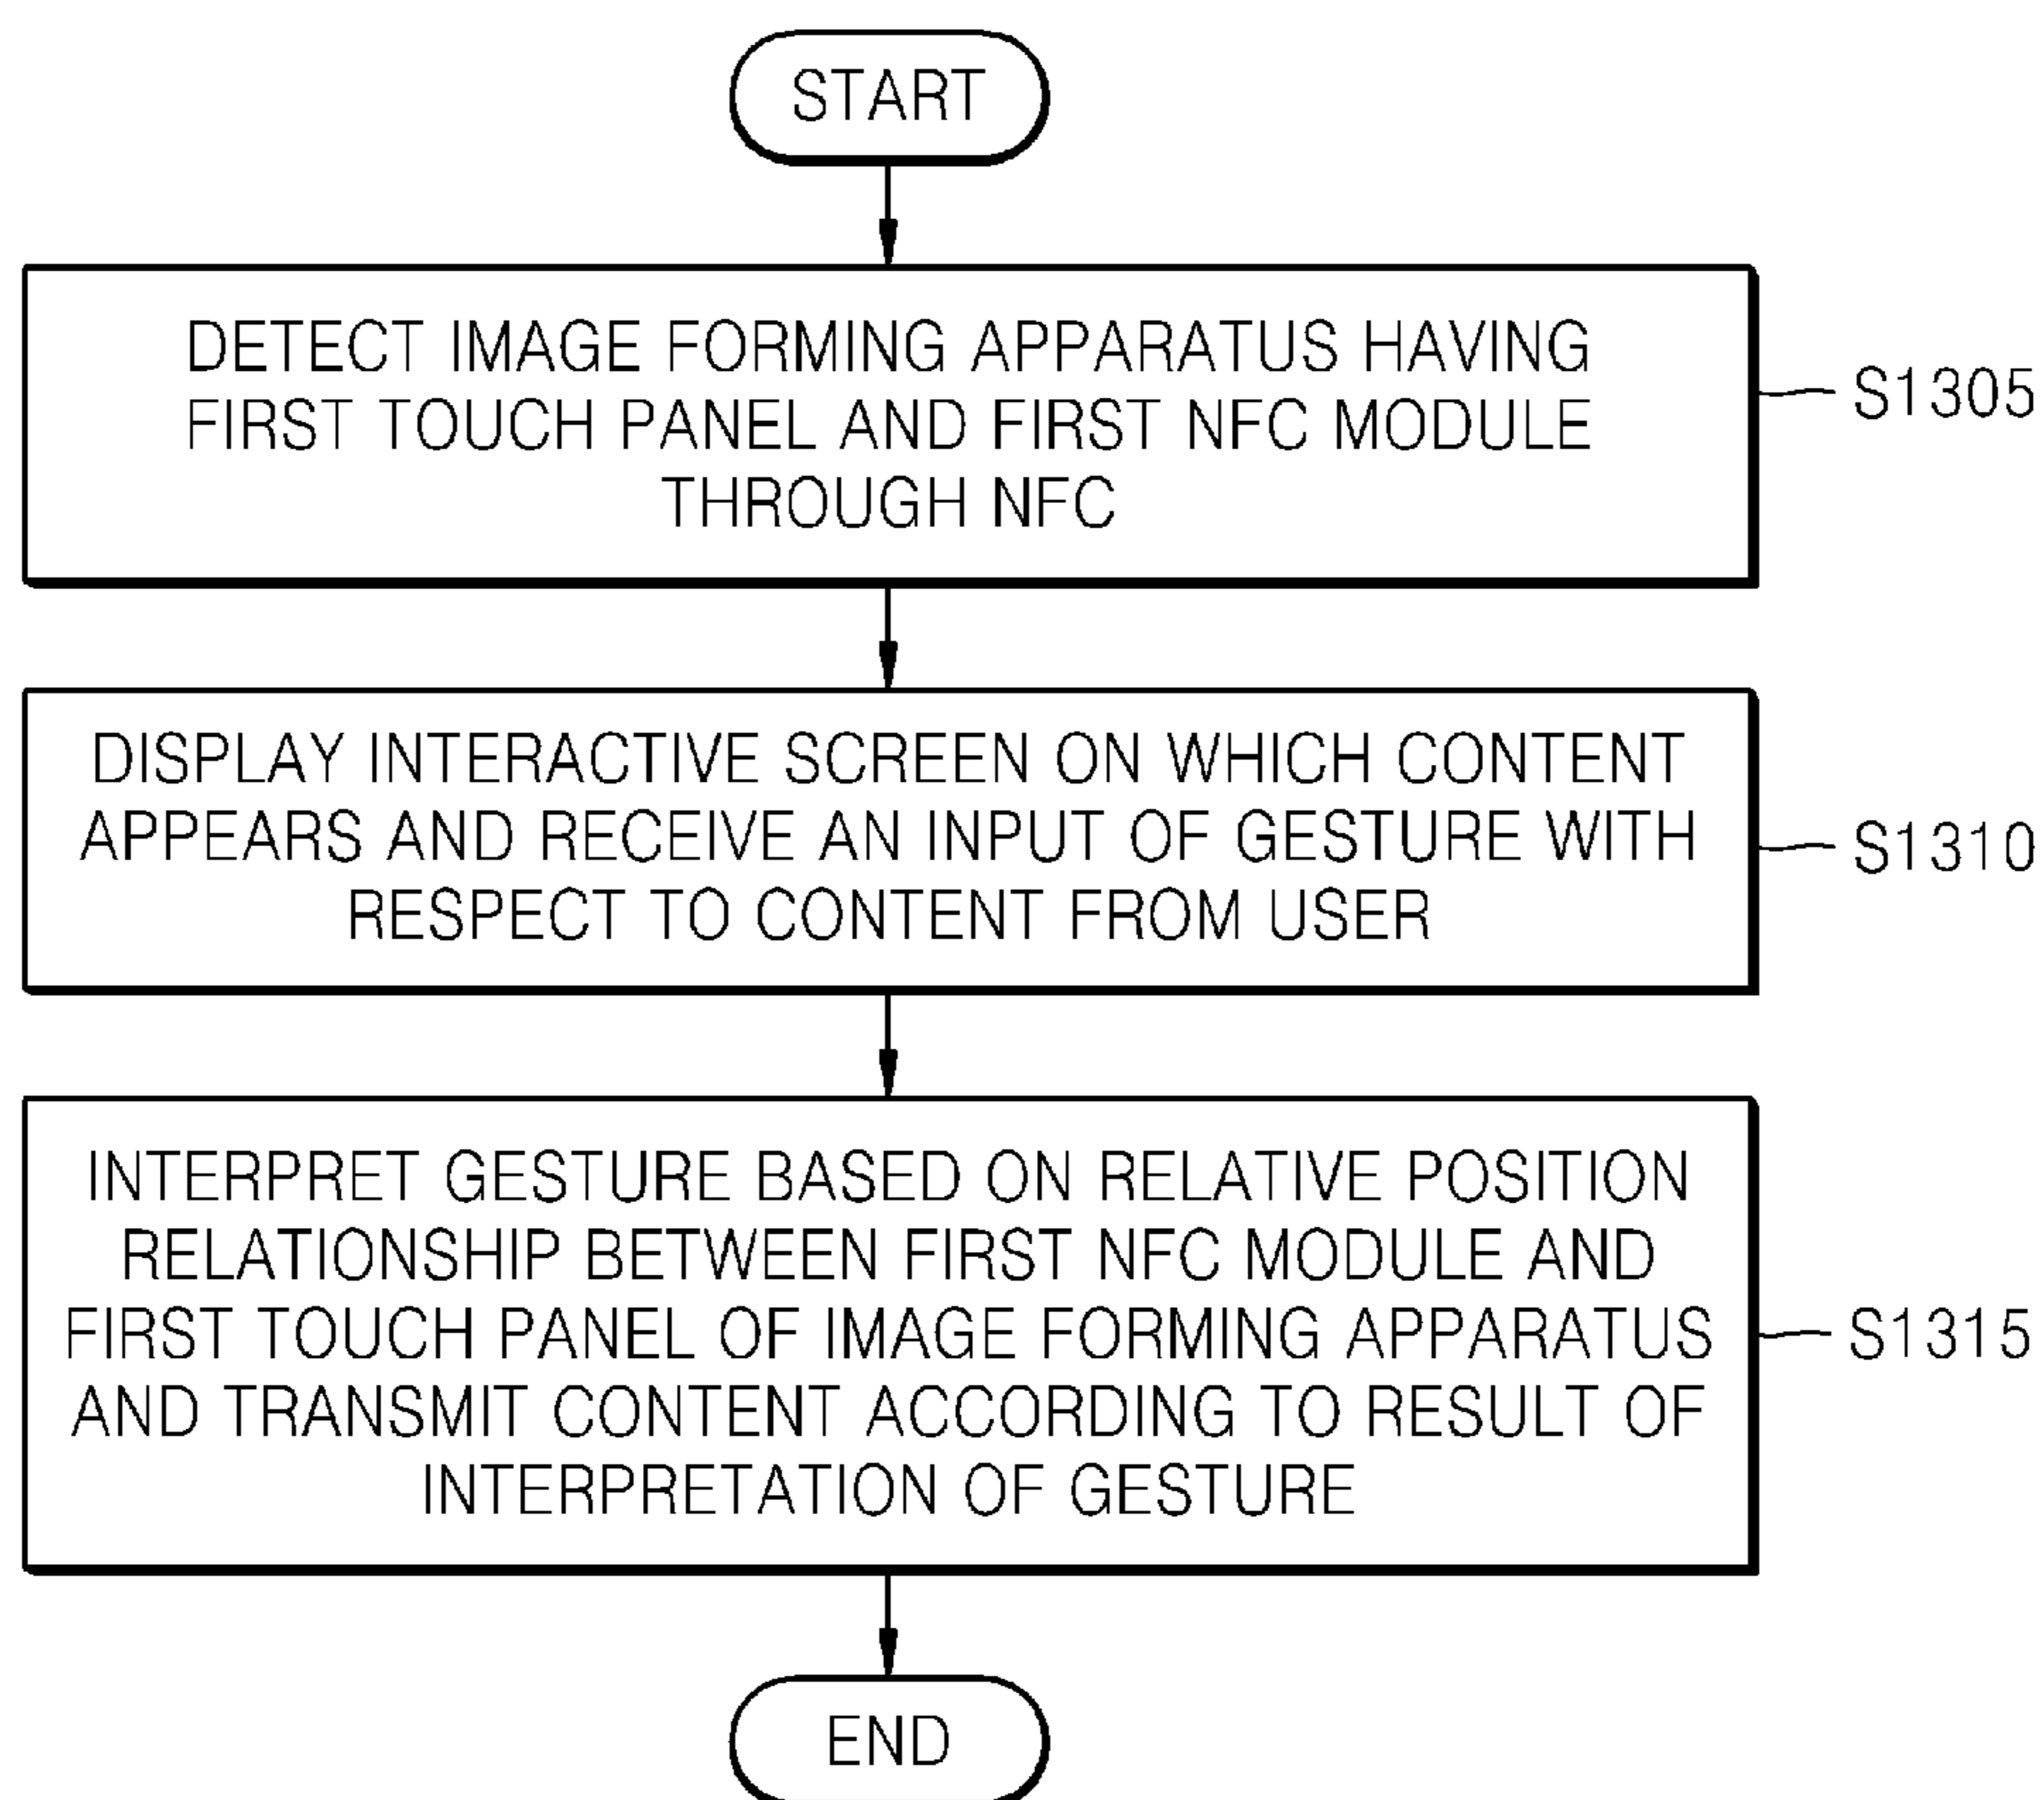 START
DETECT IMAGE FORMING APPARATUS HAVING
FIRST TOUCH PANEL AND FIRST NFC MODULE
THROUGH NFC
S1305
DISPLAY INTERACTIVE SCREEN ON WHICH CONTENT
APPEARS AND RECEIVE AN INPUT OF GESTURE WITH
RESPECT TO CONTENT FROM USER
S1310
INTERPRET GESTURE BASED ON RELATIVE POSITION
RELATIONSHIP BETWEEN FIRST NFC MODULE AND
FIRST TOUCH PANEL OF IMAGE FORMING APPARATUS
AND TRANSMIT CONTENT ACCORDING TO RESULT OF
INTERPRETATION OF GESTURE
S1315
END